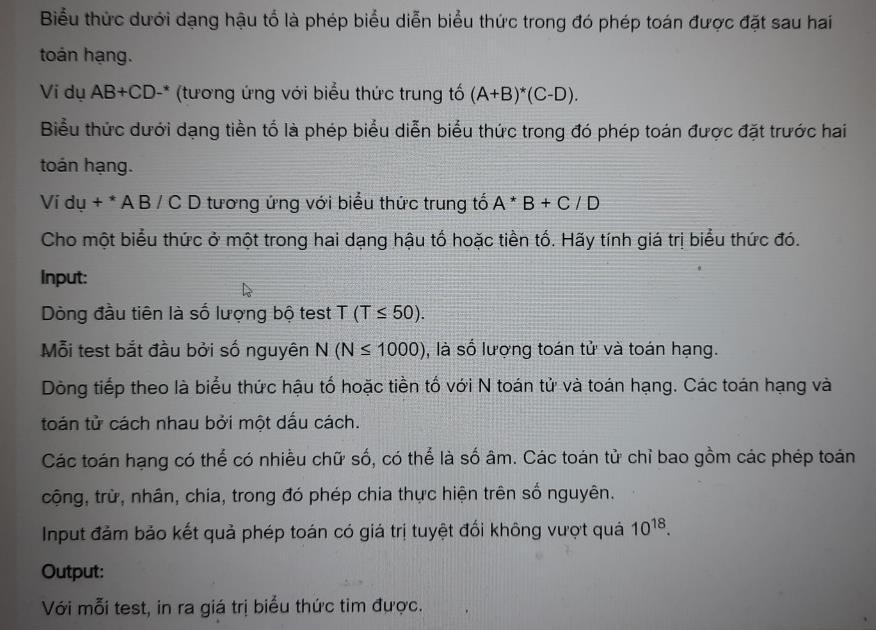 Biểu thức dưới dạng hậu tố là phép biểu diễn biểu thức trong đó phép toán được đặt sau hai
toán hạng.
Ví dụ AB+CD-* (tương ứng với biểu thức trung tố (A+B)*(C-D).
Biểu thức dưới dạng tiền tố là phép biểu diễn biểu thức trong đó phép toán được đặt trước hai
toán hạng.
Ví dụ + * A B / C D tương ứng với biểu thức trung tố A * B + C / D
Cho một biểu thức ở một trong hai dạng hậu tố hoặc tiền tố. Hãy tính giá trị biểu thức đó.
Input:
Dòng đầu tiên là số lượng bộ test T (T ≤ 50).
Mỗi test bắt đầu bởi số nguyên N (N ≤ 1000), là số lượng toán tử và toán hạng.
Dòng tiếp theo là biểu thức hậu tố hoặc tiền tố với N toán tử và toán hạng. Các toán hạng và
toán tử cách nhau bởi một dấu cách.
Các toán hạng có thể có nhiều chữ số, có thể là số âm. Các toán tử chỉ bao gồm các phép toán
cộng, trừ, nhân, chia, trong đó phép chia thực hiện trên số nguyên.
Input đảm bảo kết quả phép toán có giá trị tuyệt đối không vượt quá 10¹⁸.
Output:
Với mỗi test, in ra giá trị biểu thức tìm được.